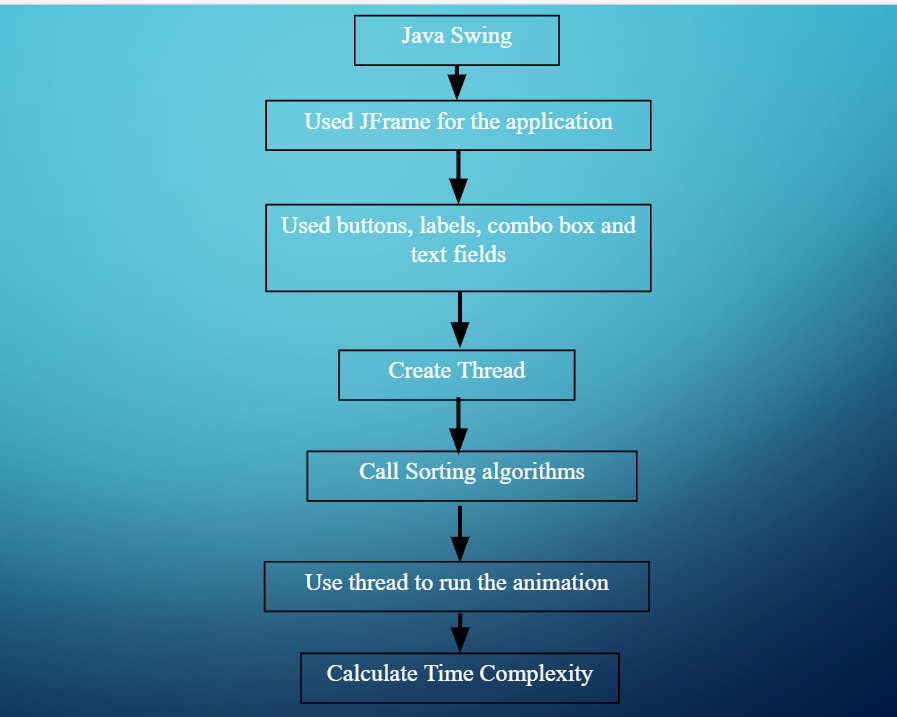 Java Swing
Used JFrame for the application
Used buttons, labels, combo box and
text fields
Create Thread
Call Sorting algorithms
Use thread to run the animation
Calculate Time Complexity